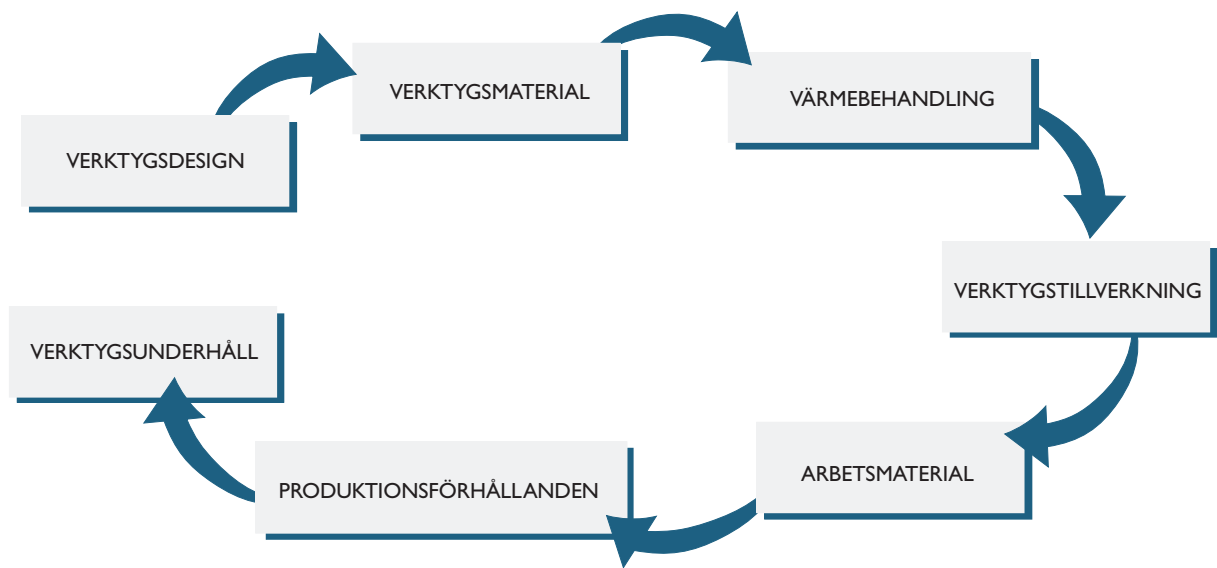 VERKTYGSDESIGN
VERKTYGSMATERIAL
VÄRMEBEHANDLING
VERKTYGSTILLVERKNING
ARBETSMATERIAL
PRODUKTIONSFÖRHÅLLANDEN
VERKTYGSUNDERHÅLL